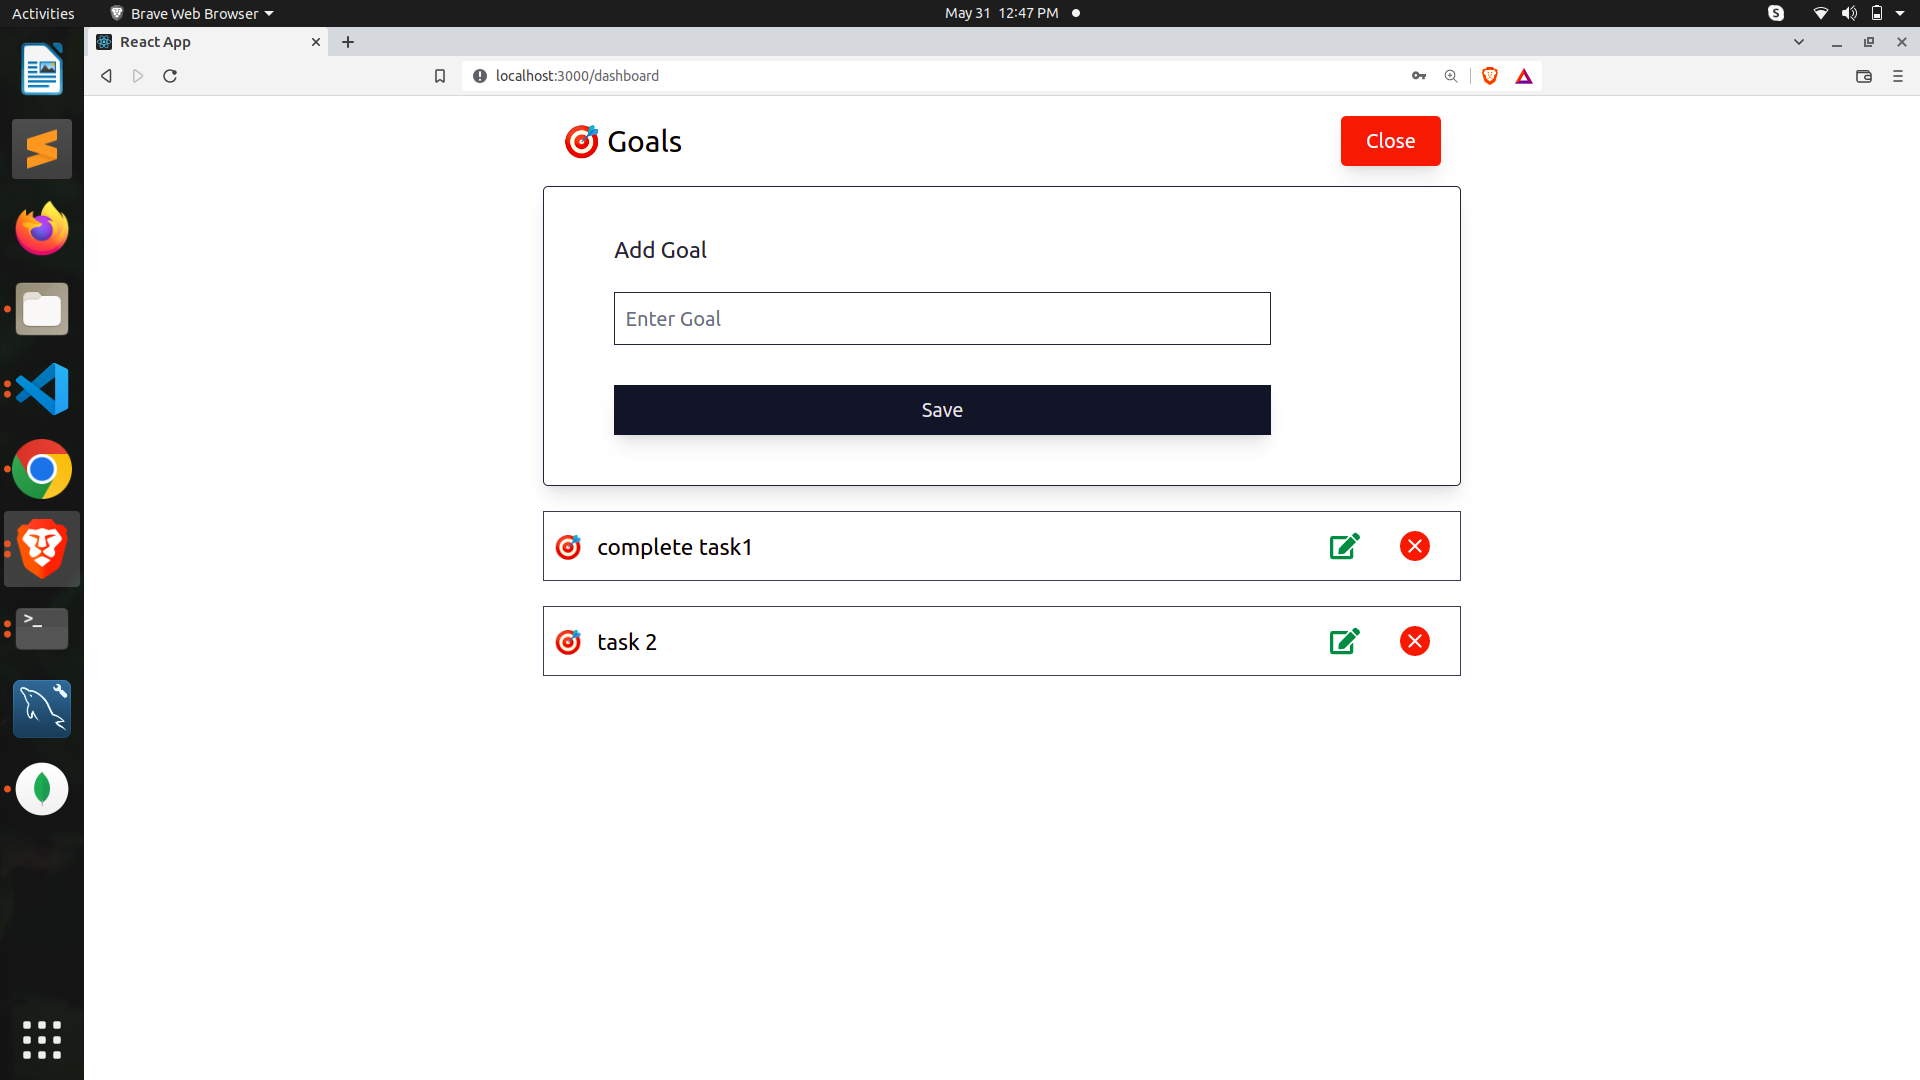 Activities
Brave Web Browser
May 31 12:47 PM
S
React App
localhost:3000/dashboard
Goals
Close
Add Goal
Enter Goal
Save
complete task1
task 2
>_